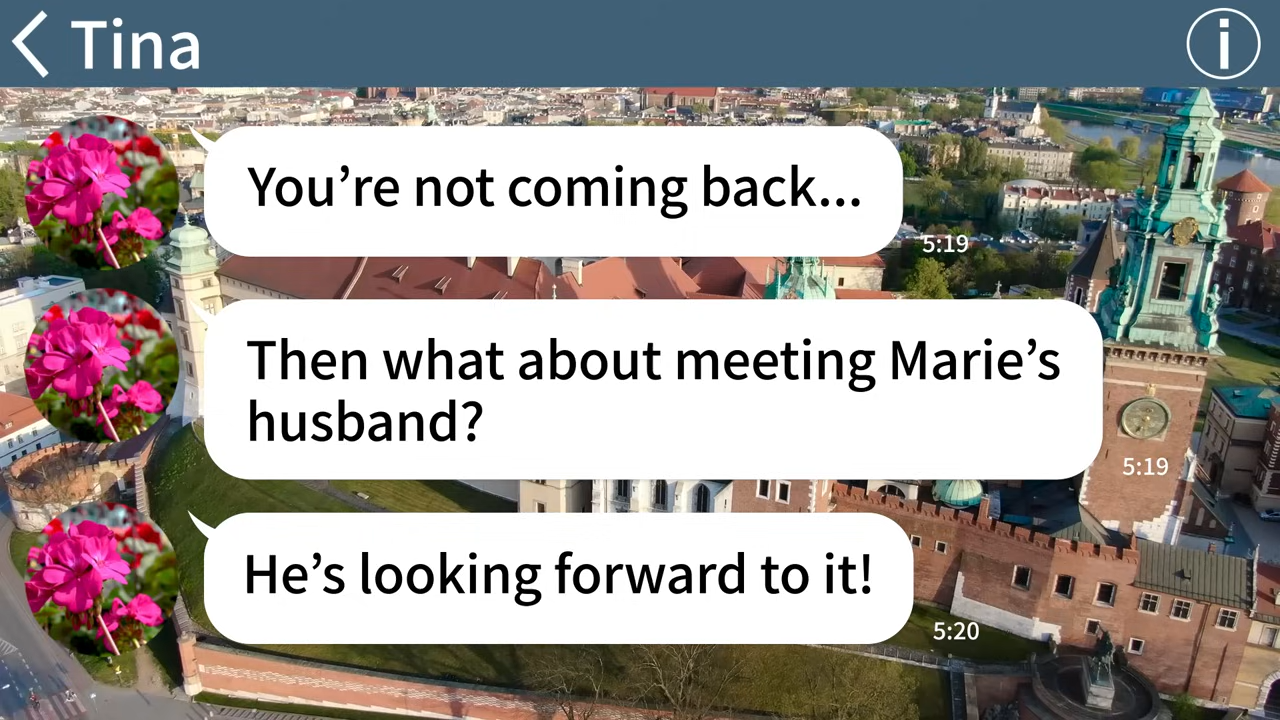 Tina
You’re not coming back...
5:19
Then what about meeting Marie’s
husband?
5:19
He’s looking forward to it!
5:20